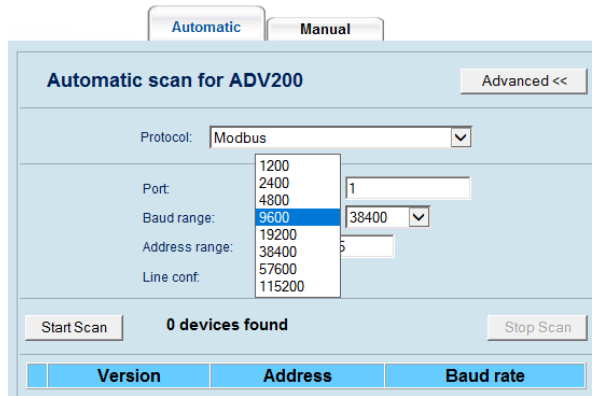 Automatic Manual
Automatic scan for ADV200 Advanced <<
Protocol: Modbus
1200
Port: 2400 1
4800
Baud range: 9600 38400
19200
Address range: 38400 5
57600
Line conf:
115200
Start Scan 0 devices found Stop Scan
Version Address Baud rate